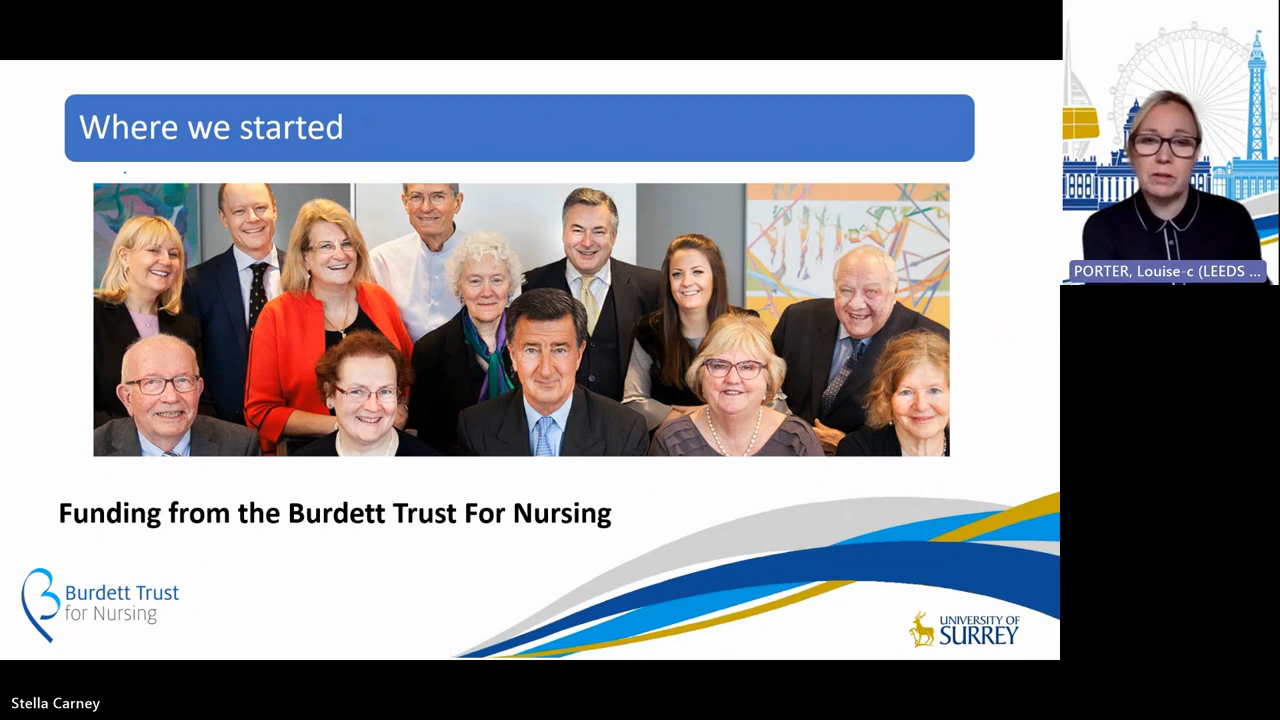 Where we started
Funding from the Burdett Trust For Nursing
Burdett Trust
for Nursing
UNIVERSITY OF
SURREY
PORTER, Louise-c (LEEDS ...
Stella Carney